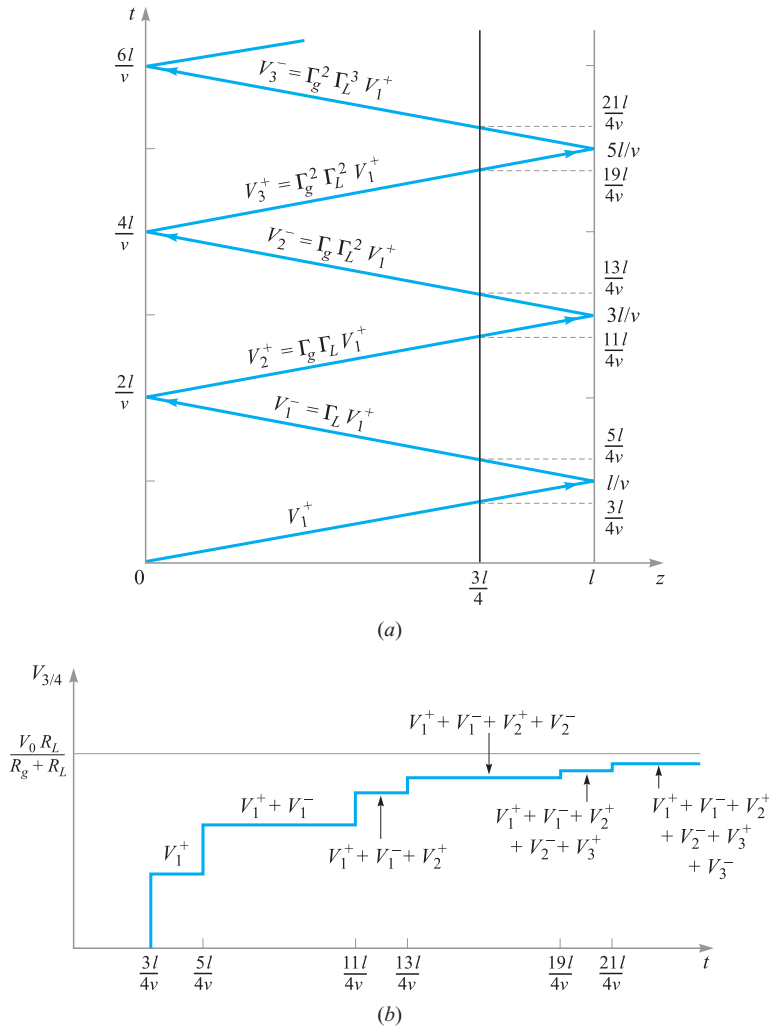 t
6l/v
V₃⁻ = Γg² ΓL³ V₁⁺
21l/4v
5l/v
19l/4v
V₃⁺ = Γg² ΓL² V₁⁺
4l/v
V₂⁻ = Γg ΓL² V₁⁺
13l/4v
3l/v
11l/4v
V₂⁺ = Γg ΓL V₁⁺
2l/v
V₁⁻ = ΓL V₁⁺
5l/4v
l/v
3l/4v
V₁⁺
0 3l/4 l z
(a)
V₃/₄
V₁⁺ + V₁⁻ + V₂⁺ + V₂⁻
V₀ RL / Rg + RL
V₁⁺ + V₁⁻
V₁⁺
V₁⁺ + V₁⁻ + V₂⁺
V₁⁺ + V₁⁻ + V₂⁺
+ V₂⁻ + V₃⁺
V₁⁺ + V₁⁻ + V₂⁺
+ V₂⁻ + V₃⁺
+ V₃⁻
3l/4v 5l/4v 11l/4v 13l/4v 19l/4v 21l/4v t
(b)